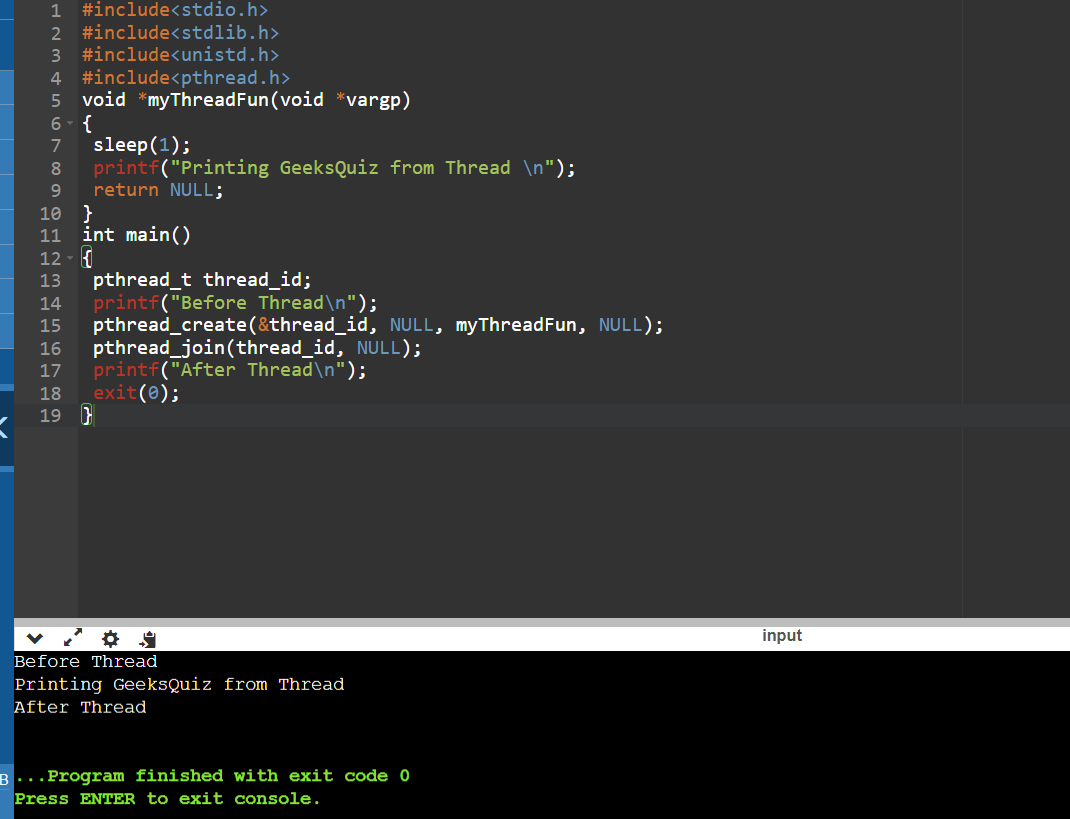 1 #include<stdio.h>
2 #include<stdlib.h>
3 #include<unistd.h>
4 #include<pthread.h>
5 void *myThreadFun(void *vargp)
6 {
7 sleep(1);
8 printf("Printing GeeksQuiz from Thread \n");
9 return NULL;
10 }
11 int main()
12 {
13 pthread_t thread_id;
14 printf("Before Thread\n");
15 pthread_create(&thread_id, NULL, myThreadFun, NULL);
16 pthread_join(thread_id, NULL);
17 printf("After Thread\n");
18 exit(0);
19 }
input
Before Thread
Printing GeeksQuiz from Thread
After Thread
...Program finished with exit code 0
Press ENTER to exit console.